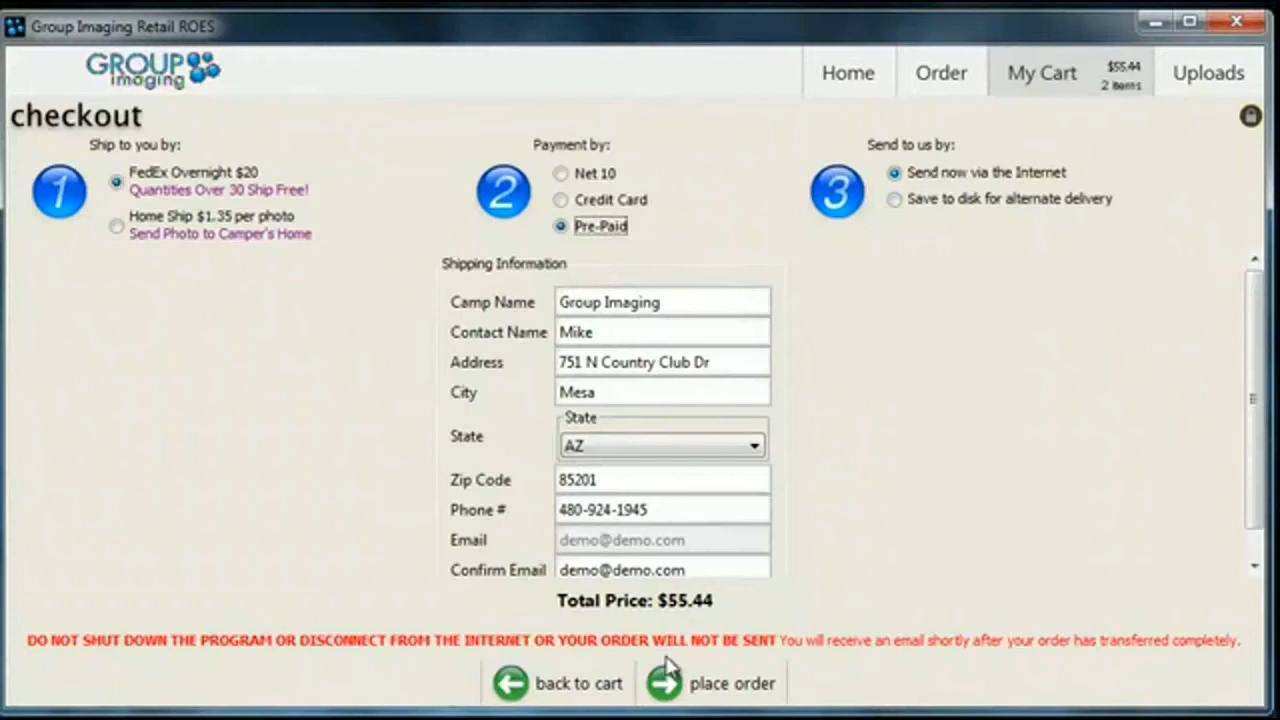 Group Imaging Retail ROES
GROUP
imaging
Home
Order
My Cart
$55.44
2 Items
Uploads
checkout
Ship to you by:
1
FedEx Overnight $20
Quantities Over 30 Ship Free!
Home Ship $1.35 per photo
Send Photo to Camper's Home
Payment by:
2
Net 10
Credit Card
Pre-Paid
Send to us by:
3
Send now via the Internet
Save to disk for alternate delivery
Shipping Information
Camp Name Group Imaging
Contact Name Mike
Address 751 N Country Club Dr
City Mesa
State
State AZ
Zip Code 85201
Phone # 480-924-1945
Email demo@demo.com
Confirm Email demo@demo.com
Total Price: $55.44
DO NOT SHUT DOWN THE PROGRAM OR DISCONNECT FROM THE INTERNET OR YOUR ORDER WILL NOT BE SENT You will receive an email shortly after your order has transferred completely.
back to cart
place order